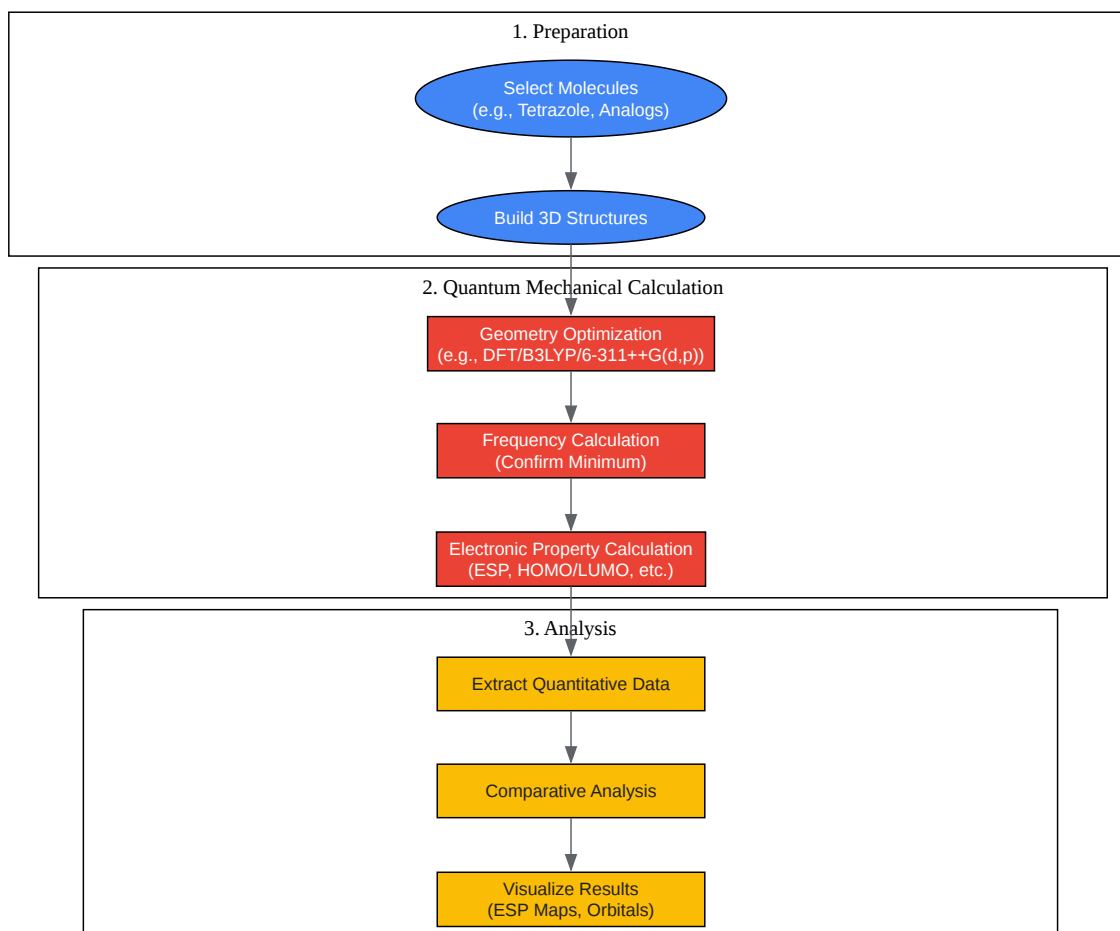 1. Preparation
Select Molecules
(e.g., Tetrazole, Analogs)
Build 3D Structures
2. Quantum Mechanical Calculation
Geometry Optimization
(e.g., DFT/B3LYP/6-311++G(d,p))
Frequency Calculation
(Confirm Minimum)
Electronic Property Calculation
(ESP, HOMO/LUMO, etc.)
3. Analysis
Extract Quantitative Data
Comparative Analysis
Visualize Results
(ESP Maps, Orbitals)